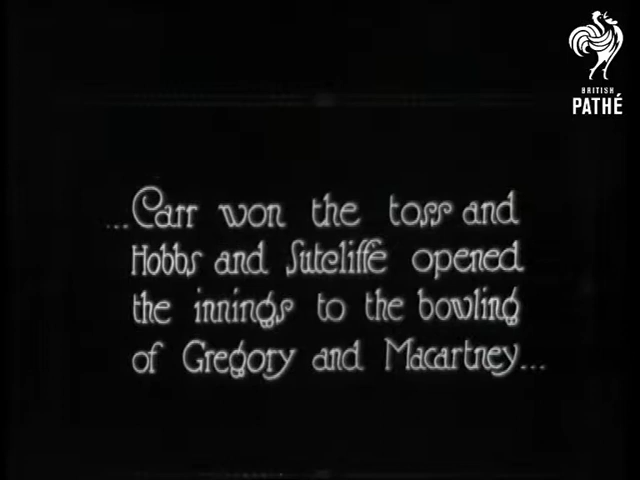 BRITISH
PATHÉ
...Carr won the toss and
Hobbs and Sutcliffe opened
the innings to the bowling
of Gregory and Macartney...